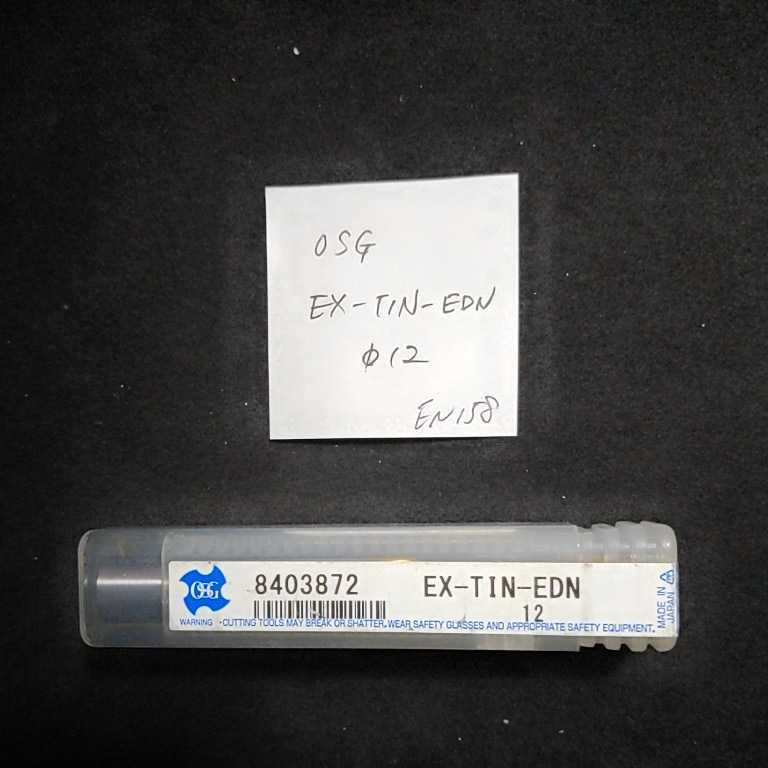 OSG
EX-TIN-EDN
φ12
EN158
OSG
8403872
EX-TIN-EDN
12
WARNING ·CUTTING TOOLS MAY BREAK OR SHATTER. WEAR SAFETY GLASSES AND APPROPRIATE SAFETY EQUIPMENT.
MADE IN
JAPAN